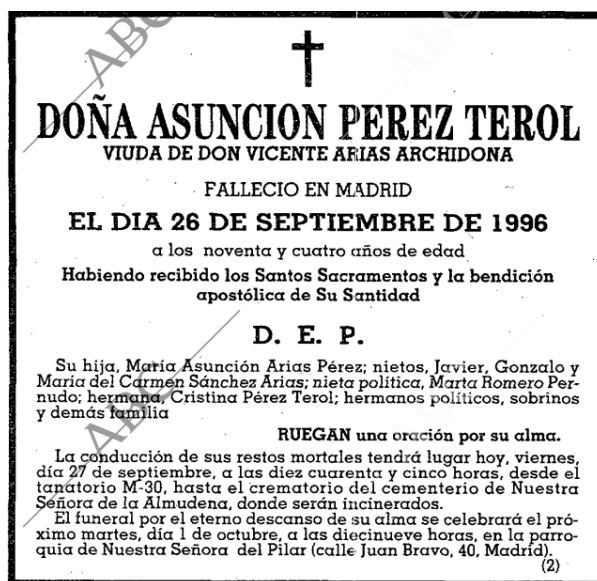 DOÑA ASUNCION PEREZ TEROL
VIUDA DE DON VICENTE ARIAS ARCHIDONA
FALLECIO EN MADRID
EL DIA 26 DE SEPTIEMBRE DE 1996
a los noventa y cuatro años de edad
Habiendo recibido los Santos Sacramentos y la bendición
apostólica de Su Santidad
D. E. P.
Su hija, María Asunción Arias Pérez; nietos, Javier, Gonzalo y
María del Carmen Sánchez Arias; nieta política, Marta Romero Per-
nudo; hermana, Cristina Pérez Terol; hermanos políticos, sobrinos
y demás familia
RUEGAN una oración por su alma.
La conducción de sus restos mortales tendrá lugar hoy, viernes,
día 27 de septiembre, a las diez cuarenta y cinco horas, desde el
tanatorio M-30, hasta el crematorio del cementerio de Nuestra
Señora de la Almudena, donde serán incinerados.
El funeral por el eterno descanso de su alma se celebrará el pró-
ximo martes, día 1 de octubre, a las diecinueve horas, en la parro-
quia de Nuestra Señora del Pilar (calle Juan Bravo, 40, Madrid).
(2)
ABC
ABC
ABC